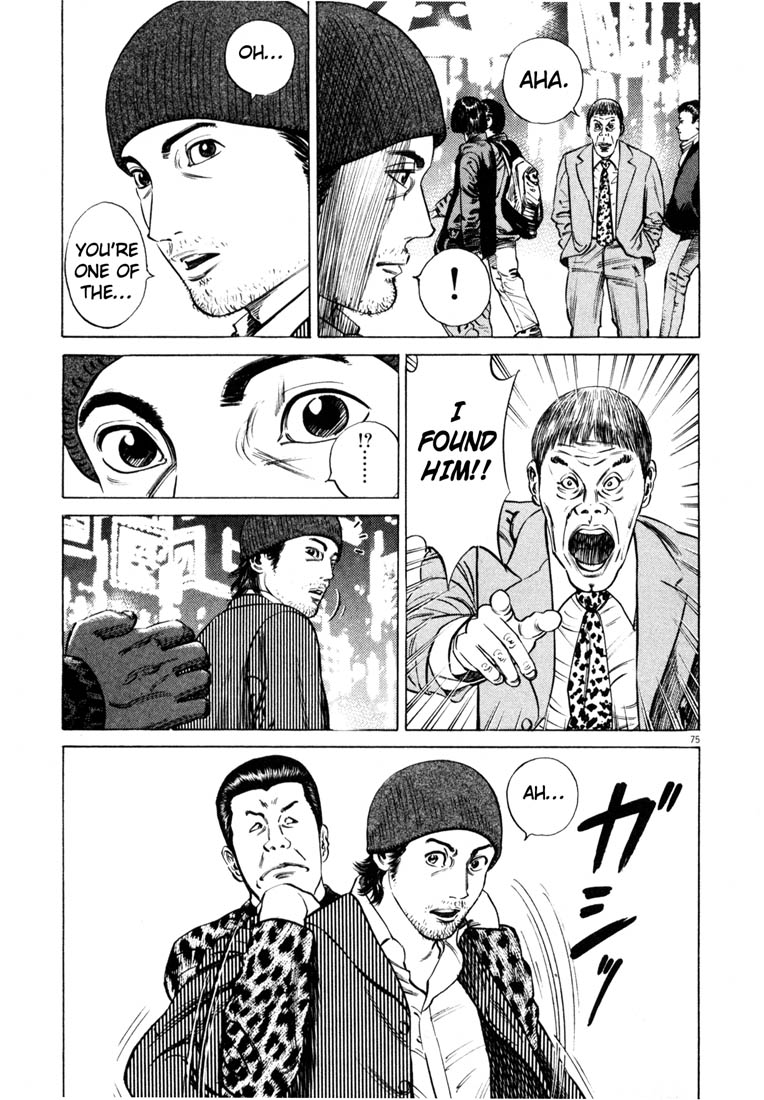 AHA.
!
OH...
YOU'RE
ONE OF
THE...
I
FOUND
HIM!!
!?
......
75
AH...
ガシッ